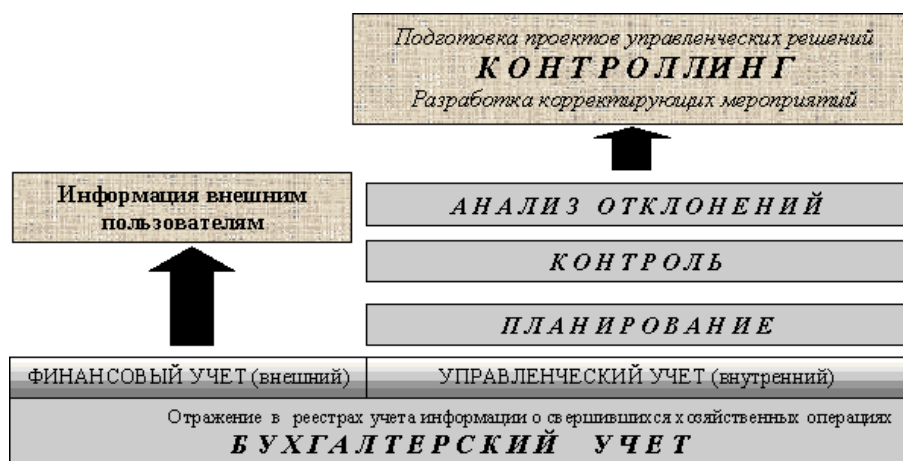 Подготовка проектов управленческих решений
КОНТРОЛЛИНГ
Разработка корректирующих мероприятий
Информация внешним
пользователям
АНАЛИЗ ОТКЛОНЕНИЙ
КОНТРОЛЬ
ПЛАНИРОВАНИЕ
ФИНАНСОВЫЙ УЧЕТ (внешний)
УПРАВЛЕНЧЕСКИЙ УЧЕТ (внутренний)
Отражение в реестрах учета информации о свершившихся хозяйственных операциях
БУХГАЛТЕРСКИЙ УЧЕТ